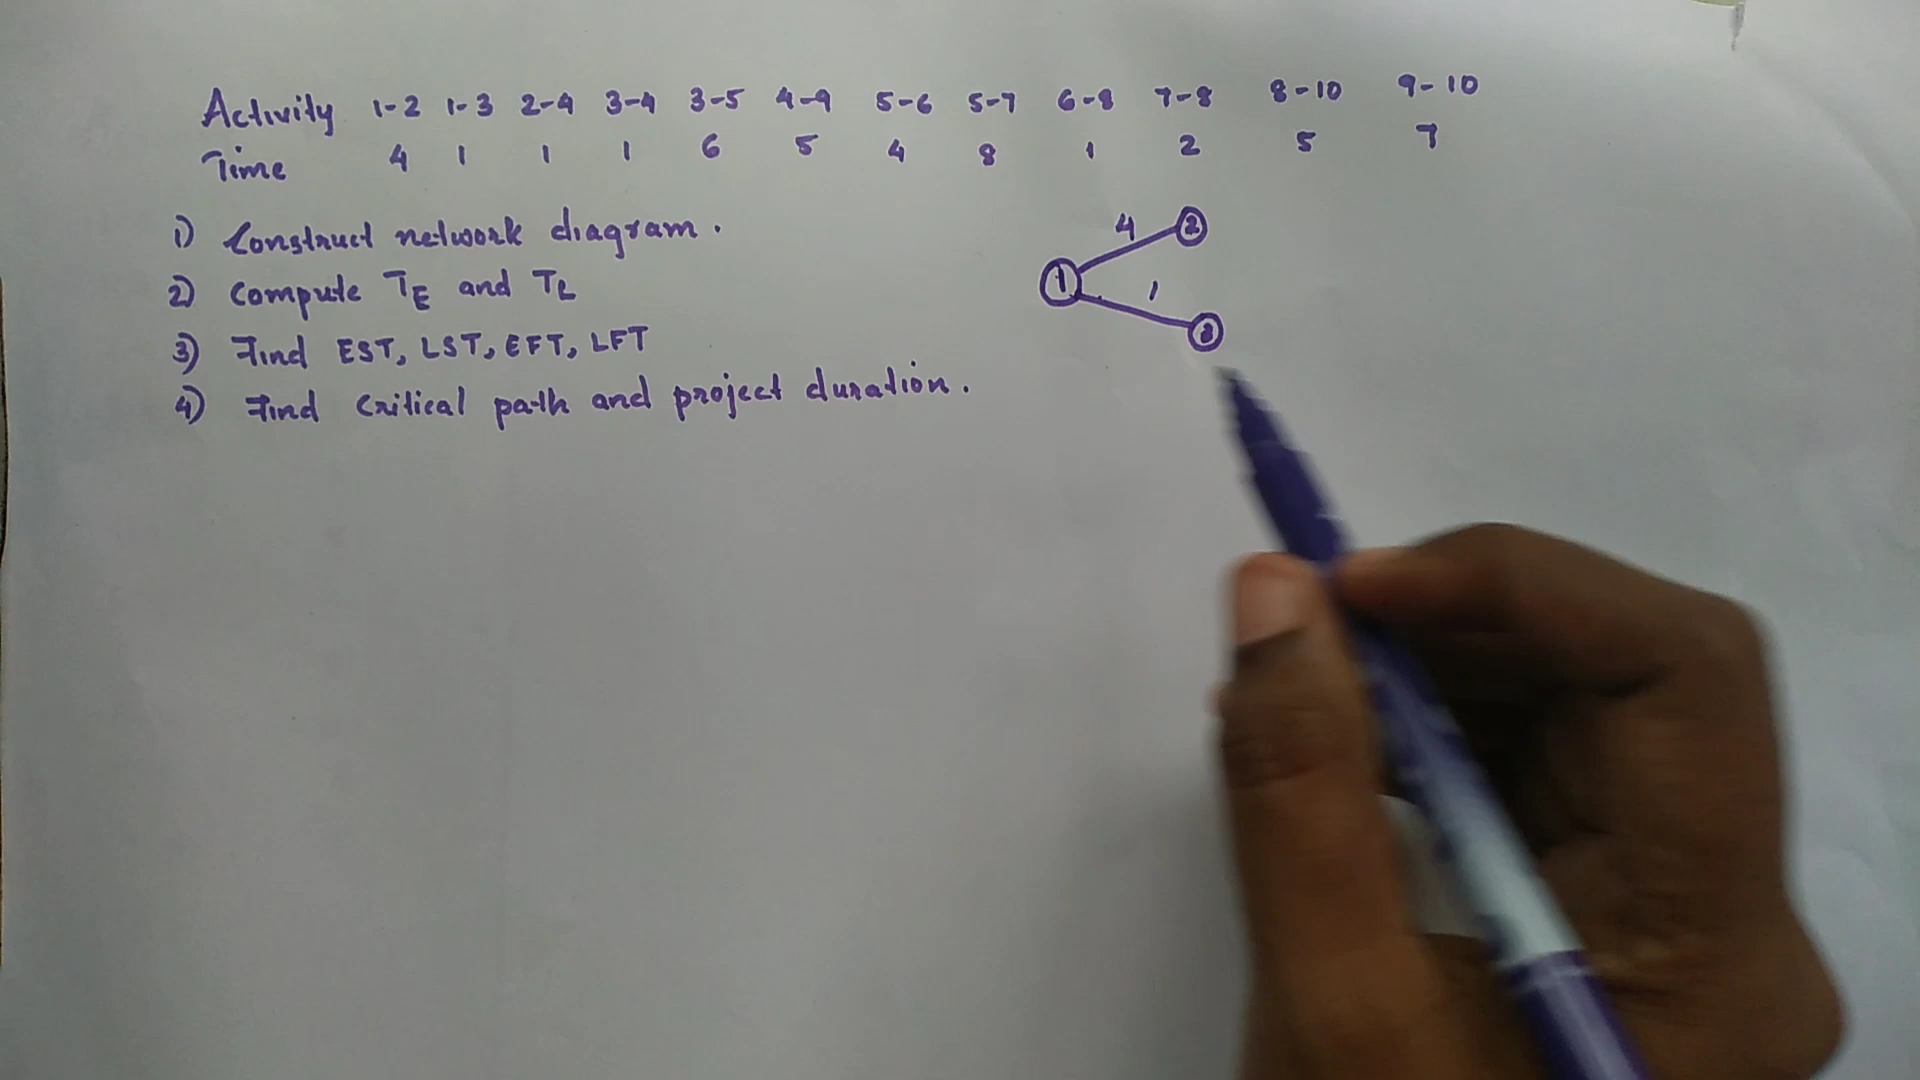 Activity 1-2 1-3 2-4 3-4 3-5 4-9 5-6 5-7 6-8 7-8 8-10 9-10
Time 4 1 1 1 6 5 4 8 1 2 5 7
1) Construct network diagram.
2) Compute TE and TL
3) Find EST, LST, EFT, LFT
4) Find critical path and project duration.
4 2
1 1
3